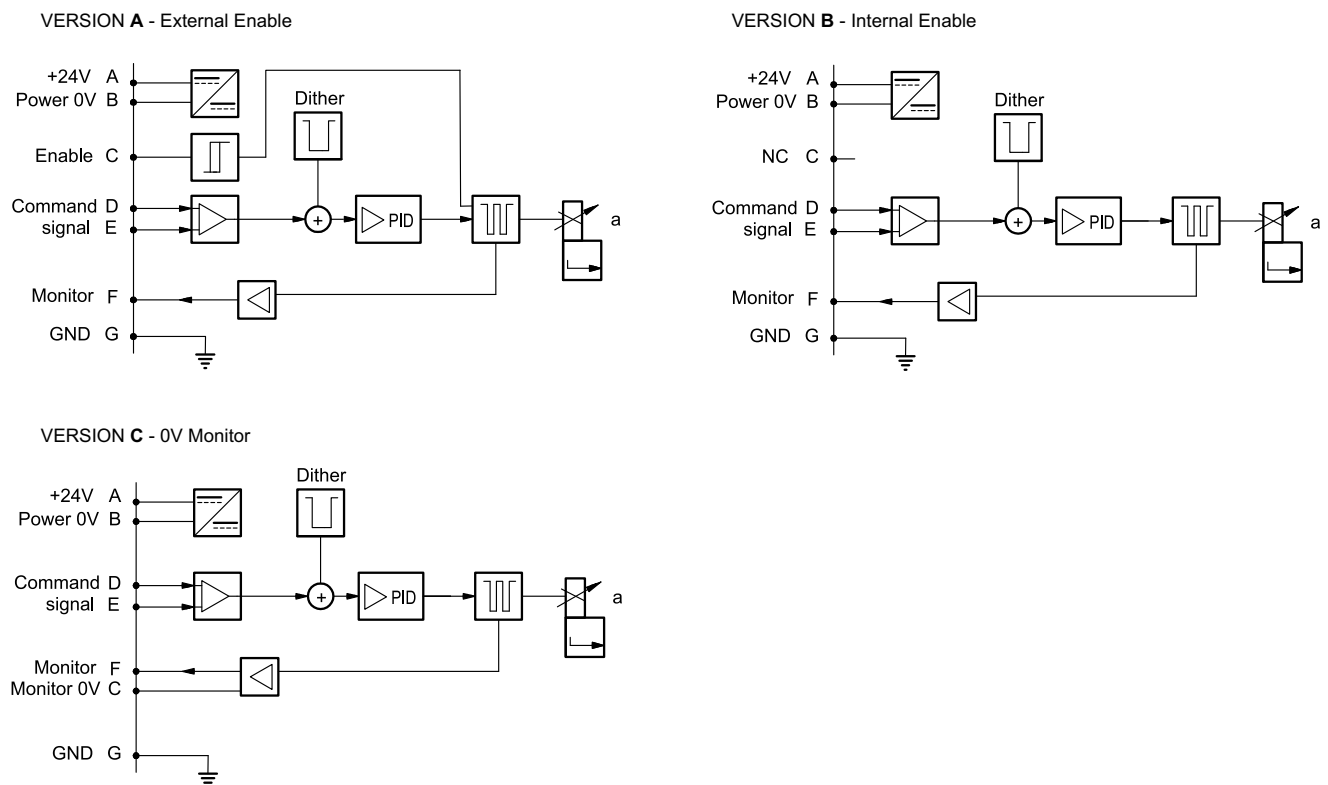 VERSION A - External Enable
+24V A
Power 0V B
Dither
Enable C
Command D
signal E
PID
+
a
Monitor F
GND G
VERSION B - Internal Enable
+24V A
Power 0V B
Dither
NC C
Command D
signal E
PID
+
a
Monitor F
GND G
VERSION C - 0V Monitor
+24V A
Power 0V B
Dither
Command D
signal E
PID
+
a
Monitor F
Monitor 0V C
GND G